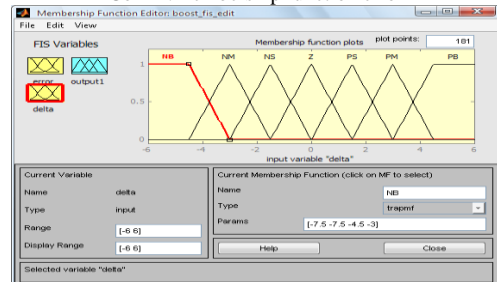 Membership Function Editor: boost_fis_edit
File Edit View
FIS Variables
Membership function plots
plot points: 181
error
output1
delta
NB NM NS Z PS PM PB
1
0.5
0
-6 -4 -2 0 2 4 6
input variable "delta"
Current Variable
Name delta
Type input
Range [-6 6]
Display Range [-6 6]
Current Membership Function (click on MF to select)
Name NB
Type trapmf
Params [-7.5 -7.5 -4.5 -3]
Help
Close
Selected variable "delta"